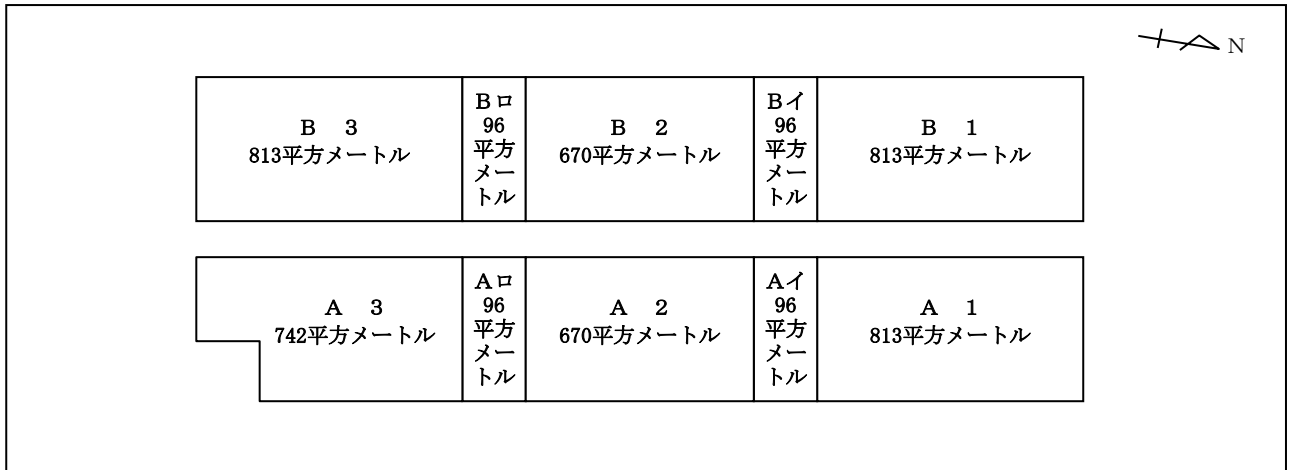 N
B 3
813平方メートル
Bロ
96
平方
メー
トル
B 2
670平方メートル
Bイ
96
平方
メー
トル
B 1
813平方メートル
A 3
742平方メートル
Aロ
96
平方
メー
トル
A 2
670平方メートル
Aイ
96
平方
メー
トル
A 1
813平方メートル